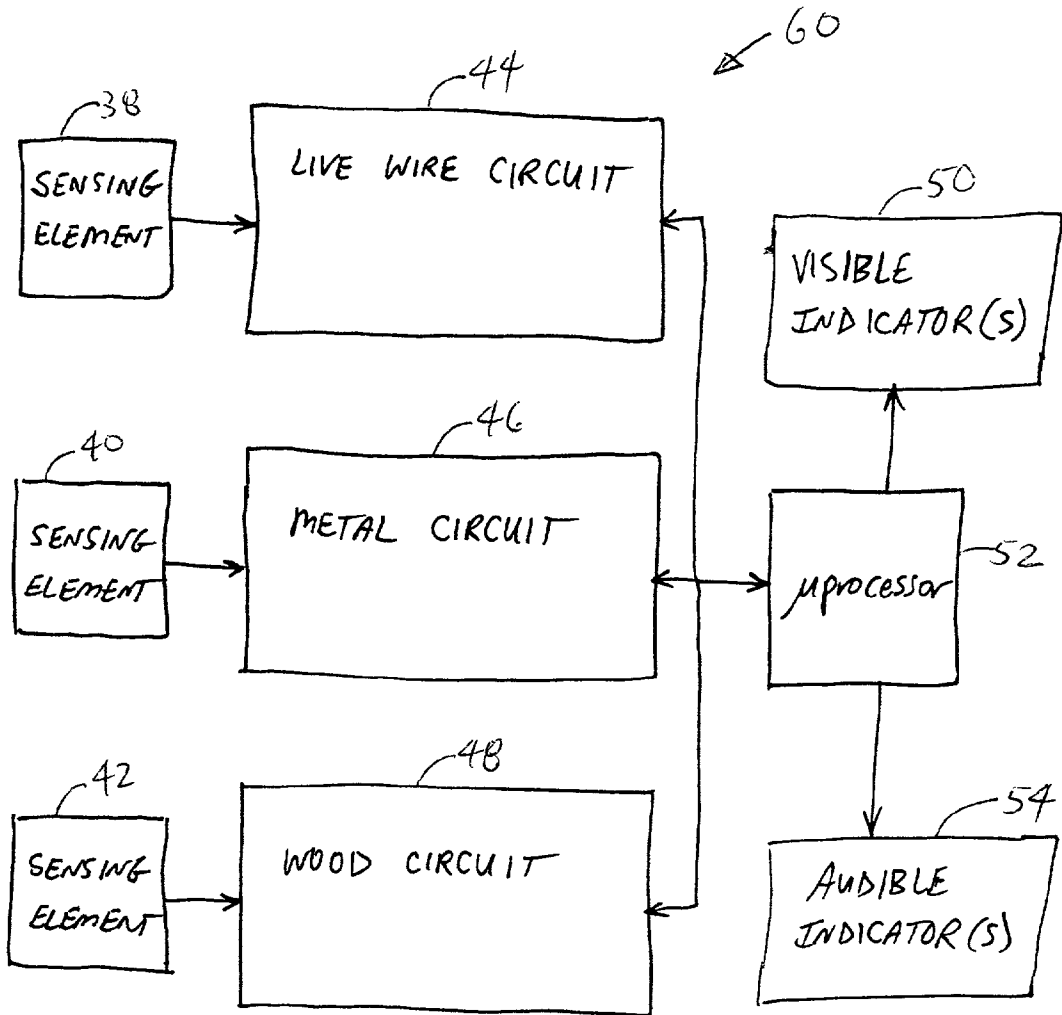 60
44
38
LIVE WIRE CIRCUIT
SENSING
ELEMENT
50
VISIBLE
INDICATOR(S)
46
40
METAL CIRCUIT
SENSING
ELEMENT
52
μprocessor
48
42
WOOD CIRCUIT
SENSING
ELEMENT
54
AUDIBLE
INDICATOR(S)